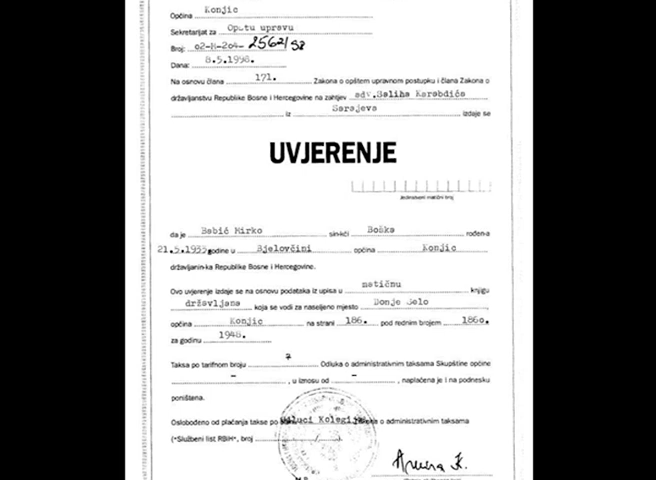 Općina Konjic
Sekretarijat za Opštu upravu
Broj: 02-R-204- 2562/98
Dana: 8.5.1998.
Na osnovu člana 171. Zakona o opštem upravnom postupku i člana Zakona o
državljanstvu Republike Bosne i Hercegovine na zahtjev adv.Saliha Karabdića
iz Sarajeva izdaje se
UVJERENJE
Jedinstveni matični broj
da je Babić Mirko sin-kći Boška rođen-a
21.5.1933 godine u Bjelovčini općina Konjic
državljanin-ka Republike Bosne i Hercegovine.
Ovo uvjerenje izdaje se na osnovu podataka iz upisa u matičnu knjigu
državljana koja se vodi za naseljeno mjesto Donje Selo
općina Konjic na strani 186. pod rednim brojem 1860.
za godinu 1948.
Taksa po tarifnom broju 7 Odluka o administrativnim taksama Skupštine općine
– , u iznosu od – , naplaćena je i na podnesku
poništena.
Oslobođeno od plaćanja takse po Odluci Kolegija o administrativnim taksama
("Službeni list RBiH", broj /
M.P.